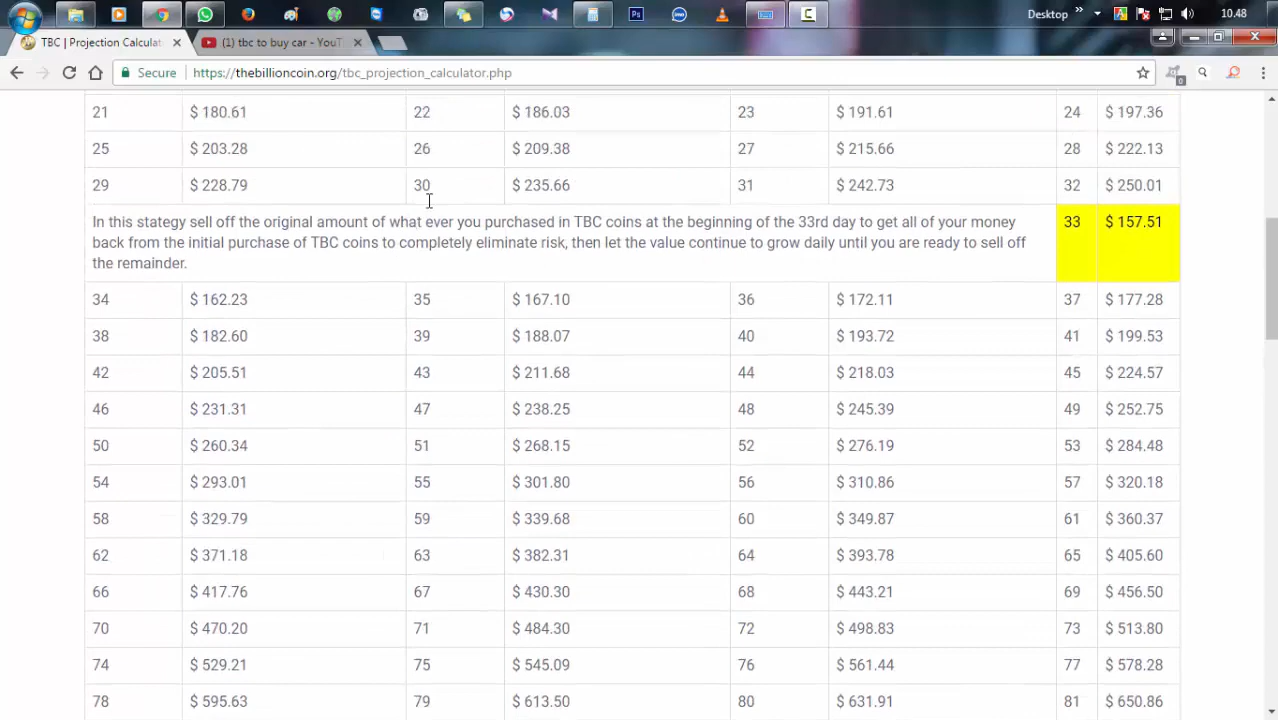 Desktop
10.48
TBC | Projection Calculat
(1) tbc to buy car - YouT
Secure
https://thebillioncoin.org/tbc_projection_calculator.php
0
21 $ 180.61 22 $ 186.03 23 $ 191.61 24 $ 197.36
25 $ 203.28 26 $ 209.38 27 $ 215.66 28 $ 222.13
29 $ 228.79 30 $ 235.66 31 $ 242.73 32 $ 250.01
In this stategy sell off the original amount of what ever you purchased in TBC coins at the beginning of the 33rd day to get all of your money
back from the initial purchase of TBC coins to completely eliminate risk, then let the value continue to grow daily until you are ready to sell off
the remainder.
33 $ 157.51
34 $ 162.23 35 $ 167.10 36 $ 172.11 37 $ 177.28
38 $ 182.60 39 $ 188.07 40 $ 193.72 41 $ 199.53
42 $ 205.51 43 $ 211.68 44 $ 218.03 45 $ 224.57
46 $ 231.31 47 $ 238.25 48 $ 245.39 49 $ 252.75
50 $ 260.34 51 $ 268.15 52 $ 276.19 53 $ 284.48
54 $ 293.01 55 $ 301.80 56 $ 310.86 57 $ 320.18
58 $ 329.79 59 $ 339.68 60 $ 349.87 61 $ 360.37
62 $ 371.18 63 $ 382.31 64 $ 393.78 65 $ 405.60
66 $ 417.76 67 $ 430.30 68 $ 443.21 69 $ 456.50
70 $ 470.20 71 $ 484.30 72 $ 498.83 73 $ 513.80
74 $ 529.21 75 $ 545.09 76 $ 561.44 77 $ 578.28
78 $ 595.63 79 $ 613.50 80 $ 631.91 81 $ 650.86